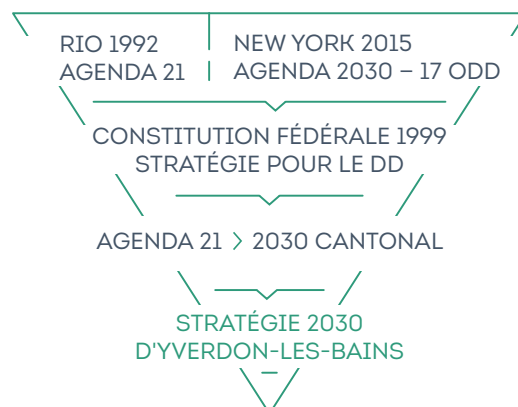 RIO 1992
AGENDA 21
NEW YORK 2015
AGENDA 2030 – 17 ODD
CONSTITUTION FÉDÉRALE 1999
STRATÉGIE POUR LE DD
AGENDA 21 > 2030 CANTONAL
STRATÉGIE 2030
D'YVERDON-LES-BAINS